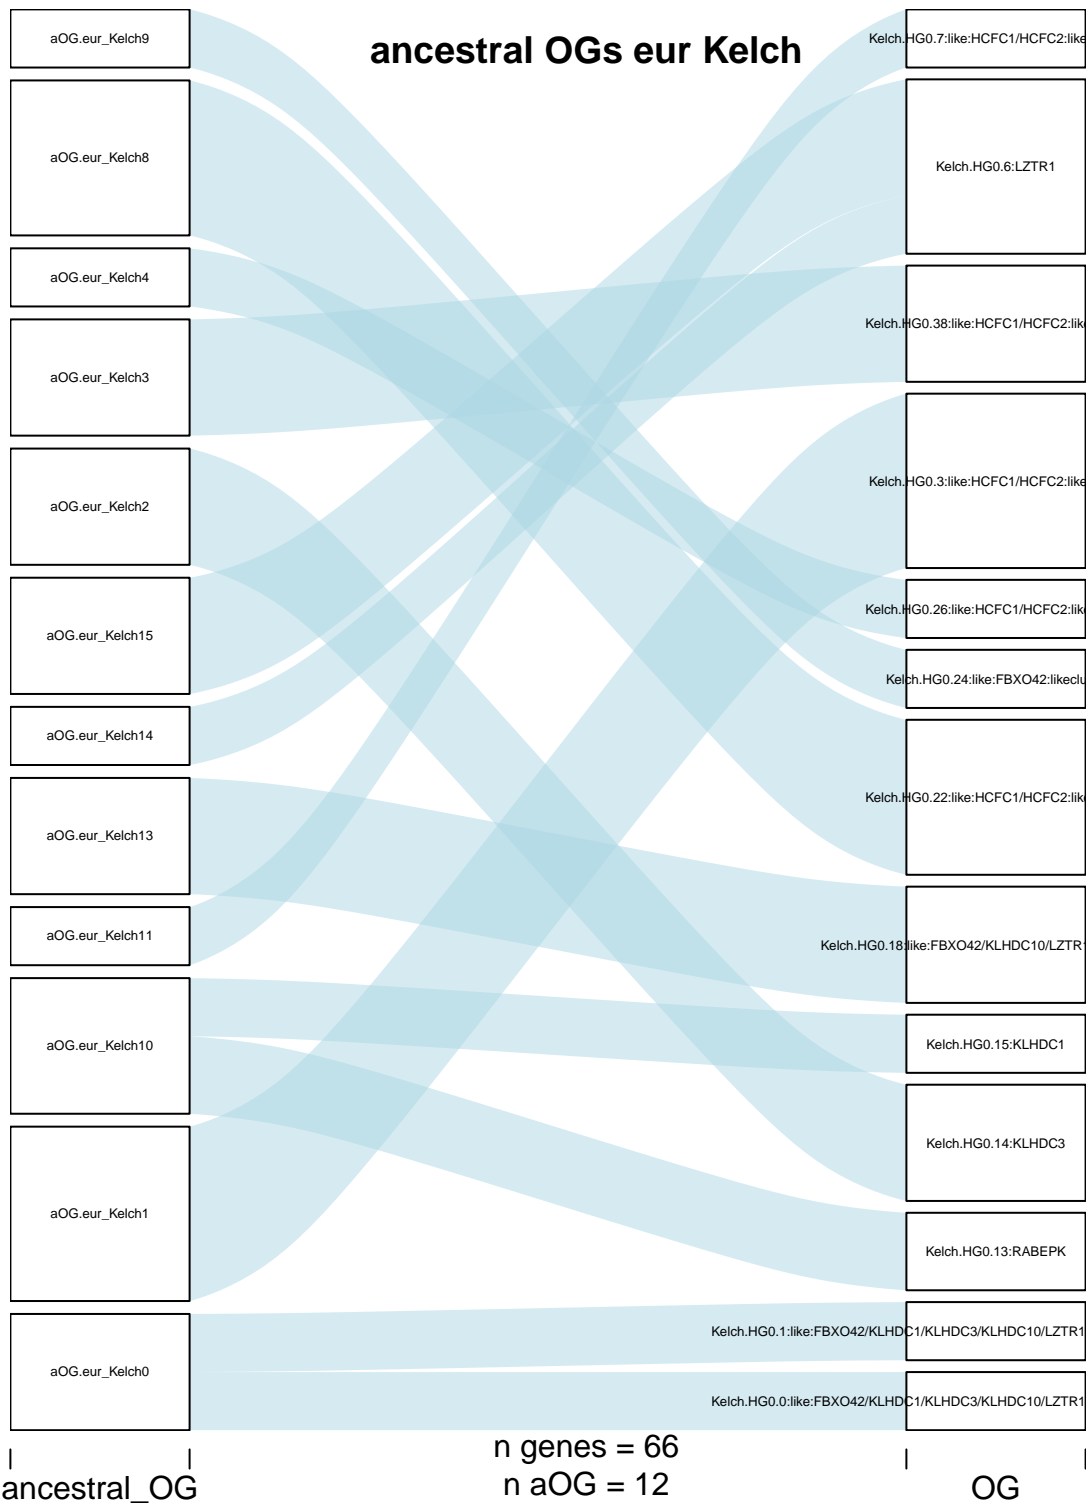 ancestral OGs eur Kelch
aOG.eur_Kelch9
aOG.eur_Kelch8
aOG.eur_Kelch4
aOG.eur_Kelch3
aOG.eur_Kelch2
aOG.eur_Kelch15
aOG.eur_Kelch14
aOG.eur_Kelch13
aOG.eur_Kelch11
aOG.eur_Kelch10
aOG.eur_Kelch1
aOG.eur_Kelch0
Kelch.HG0.7:like:HCFC1/HCFC2:like
Kelch.HG0.6:LZTR1
Kelch.HG0.38:like:HCFC1/HCFC2:lik
Kelch.HG0.3:like:HCFC1/HCFC2:like
Kelch.HG0.26:like:HCFC1/HCFC2:lik
Kelch.HG0.24:like:FBXO42:likeclu
Kelch.HG0.22:like:HCFC1/HCFC2:lik
Kelch.HG0.18:like:FBXO42/KLHDC10/LZTR1
Kelch.HG0.15:KLHDC1
Kelch.HG0.14:KLHDC3
Kelch.HG0.13:RABEPK
Kelch.HG0.1:like:FBXO42/KLHDC1/KLHDC3/KLHDC10/LZTR1
Kelch.HG0.0:like:FBXO42/KLHDC1/KLHDC3/KLHDC10/LZTR1
n genes = 66
n aOG = 12
ancestral_OG
OG